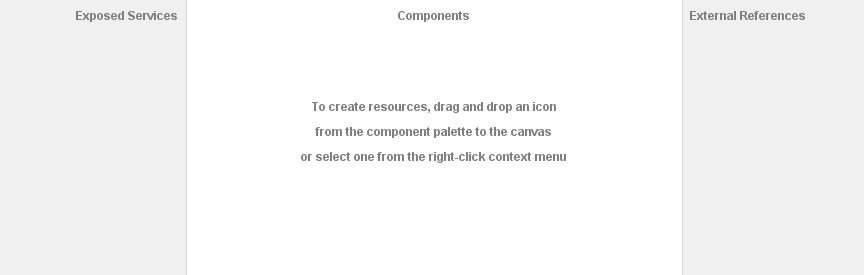 Exposed Services
Components
External References
To create resources, drag and drop an icon
from the component palette to the canvas
or select one from the right-click context menu